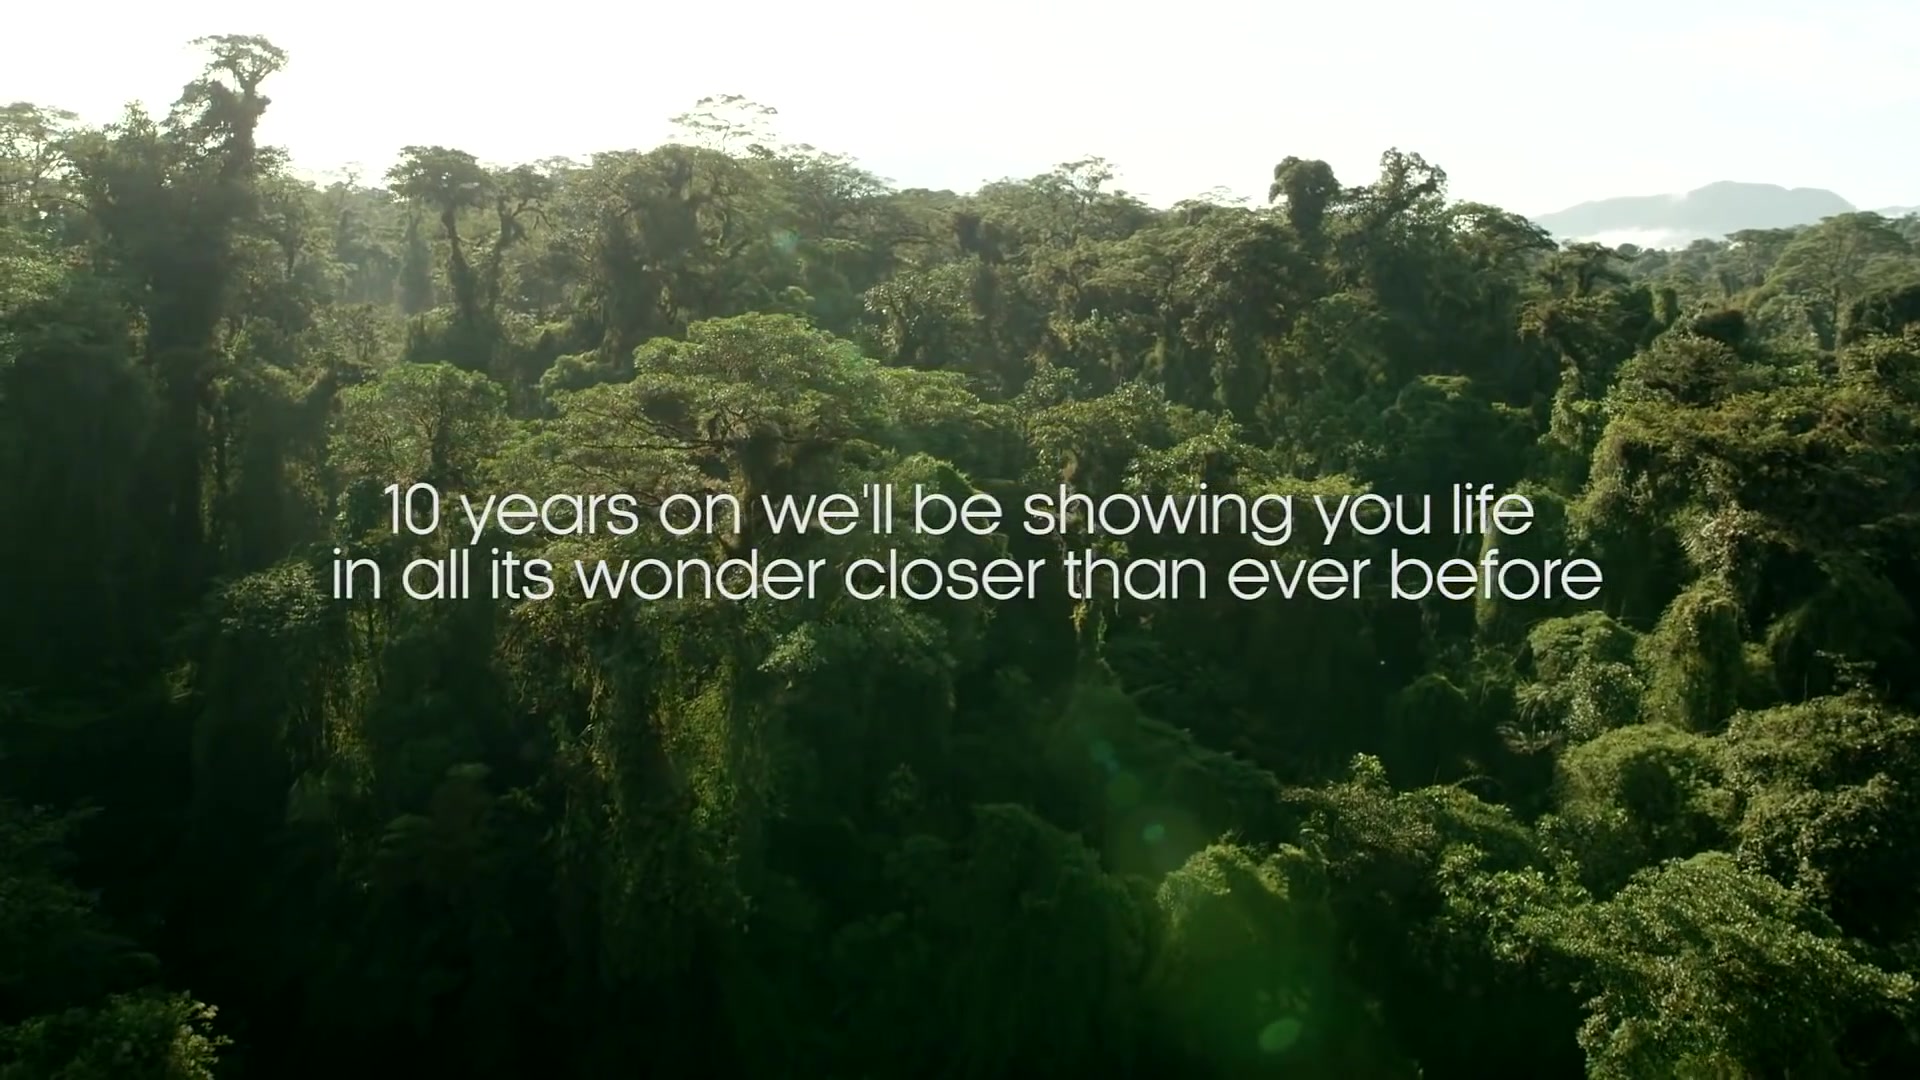 10 years on we'll be showing you life
in all its wonder closer than ever before